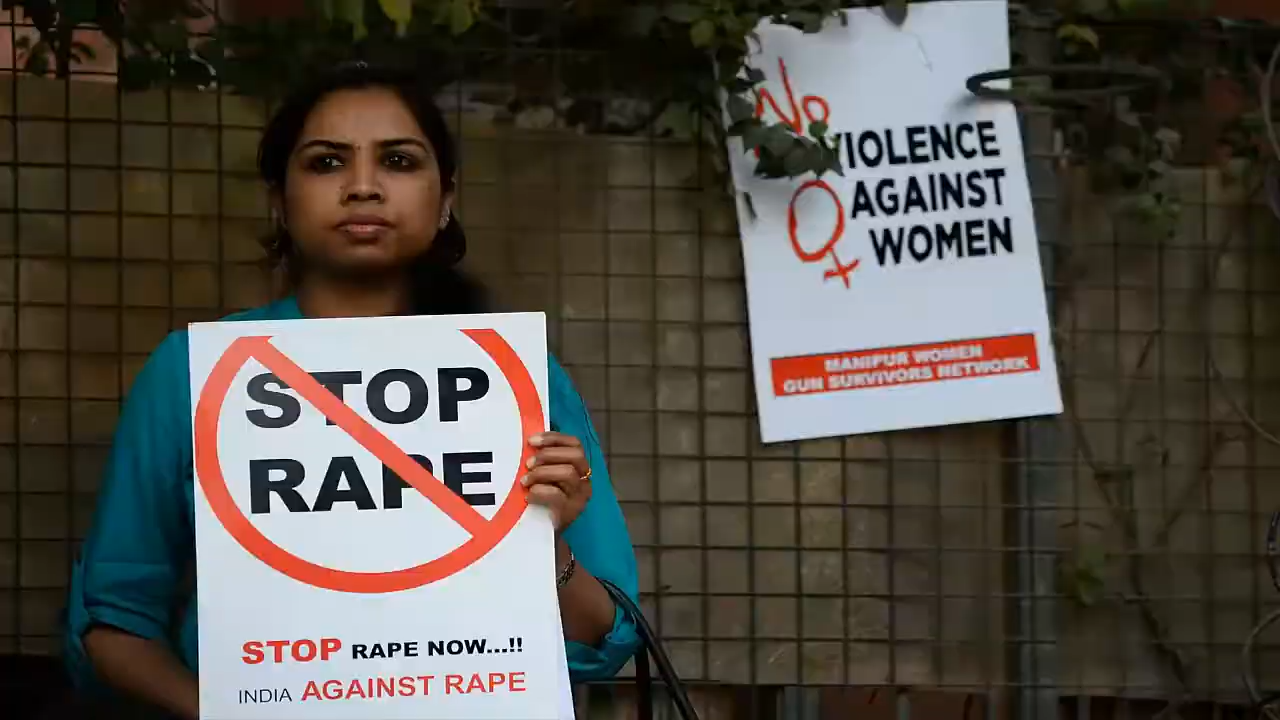 STOP
RAPE
STOP RAPE NOW...!!
INDIA AGAINST RAPE
No
VIOLENCE
AGAINST
WOMEN
MANIPUR WOMEN
GUN SURVIVORS NETWORK